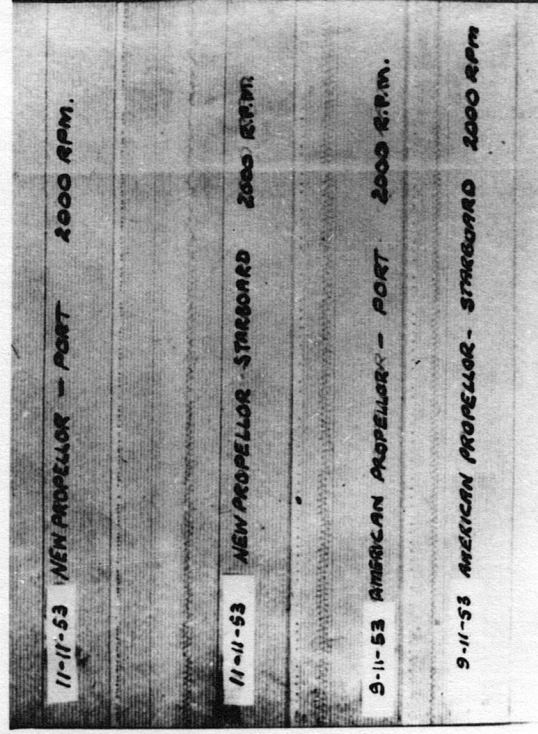 11-11-53 NEW PROPELLOR - PORT 2000 RPM.
11-11-53 NEW PROPELLOR - STARBOARD 2000 R.P.M.
9-11-53 AMERICAN PROPELLOR - PORT 2000 R.P.M.
9-11-53 AMERICAN PROPELLOR - STARBOARD 2000 RPM